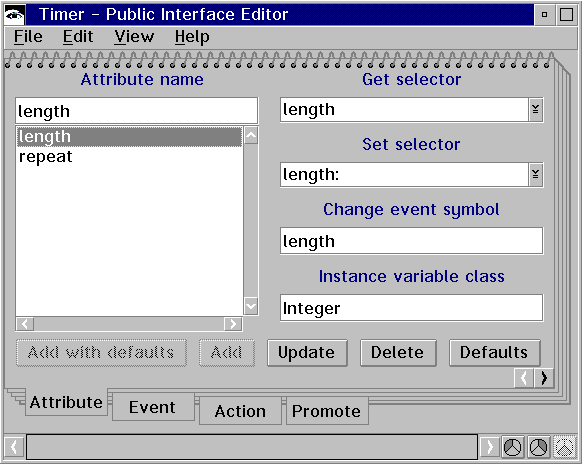 Timer - Public Interface Editor
File Edit View Help
Attribute name
length
length
repeat
Get selector
length
Set selector
length:
Change event symbol
length
Instance variable class
Integer
Add with defaults Add Update Delete Defaults
Attribute Event Action Promote